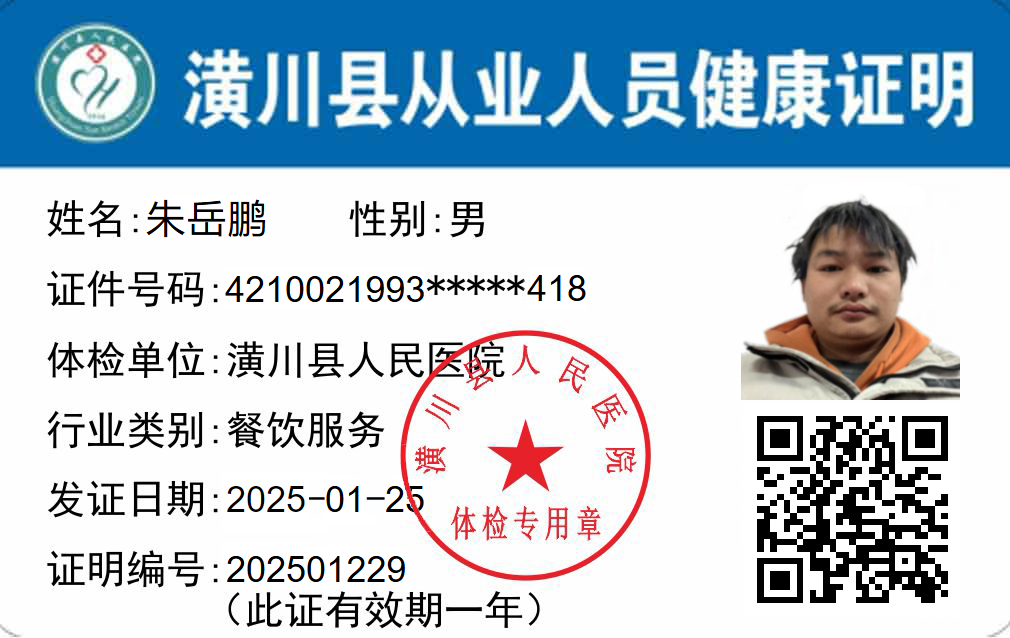 潢川县从业人员健康证明
姓名:朱岳鹏 性别:男
证件号码:4210021993*****418
体检单位:潢川县人民医院
行业类别:餐饮服务
发证日期:2025-01-25
证明编号:202501229
（此证有效期一年）
潢川县人民医院
体检专用章